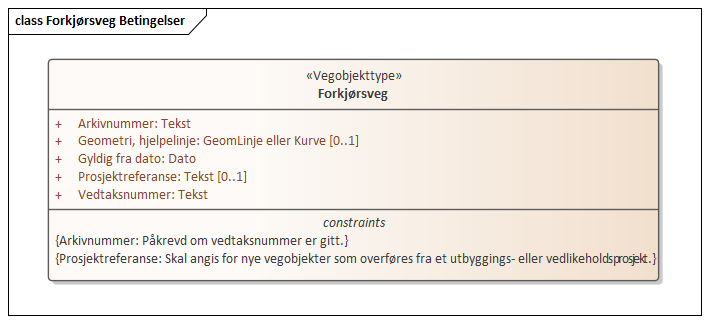 class Forkjørsveg Betingelser
«Vegobjekttype»
Forkjørsveg
+ Arkivnummer: Tekst
+ Geometri, hjelpelinje: GeomLinje eller Kurve [0..1]
+ Gyldig fra dato: Dato
+ Prosjektreferanse: Tekst [0..1]
+ Vedtaksnummer: Tekst
constraints
{Arkivnummer: Påkrevd om vedtaksnummer er gitt.}
{Prosjektreferanse: Skal angis for nye vegobjekter som overføres fra et utbyggings- eller vedlikeholdsprosjekt.}